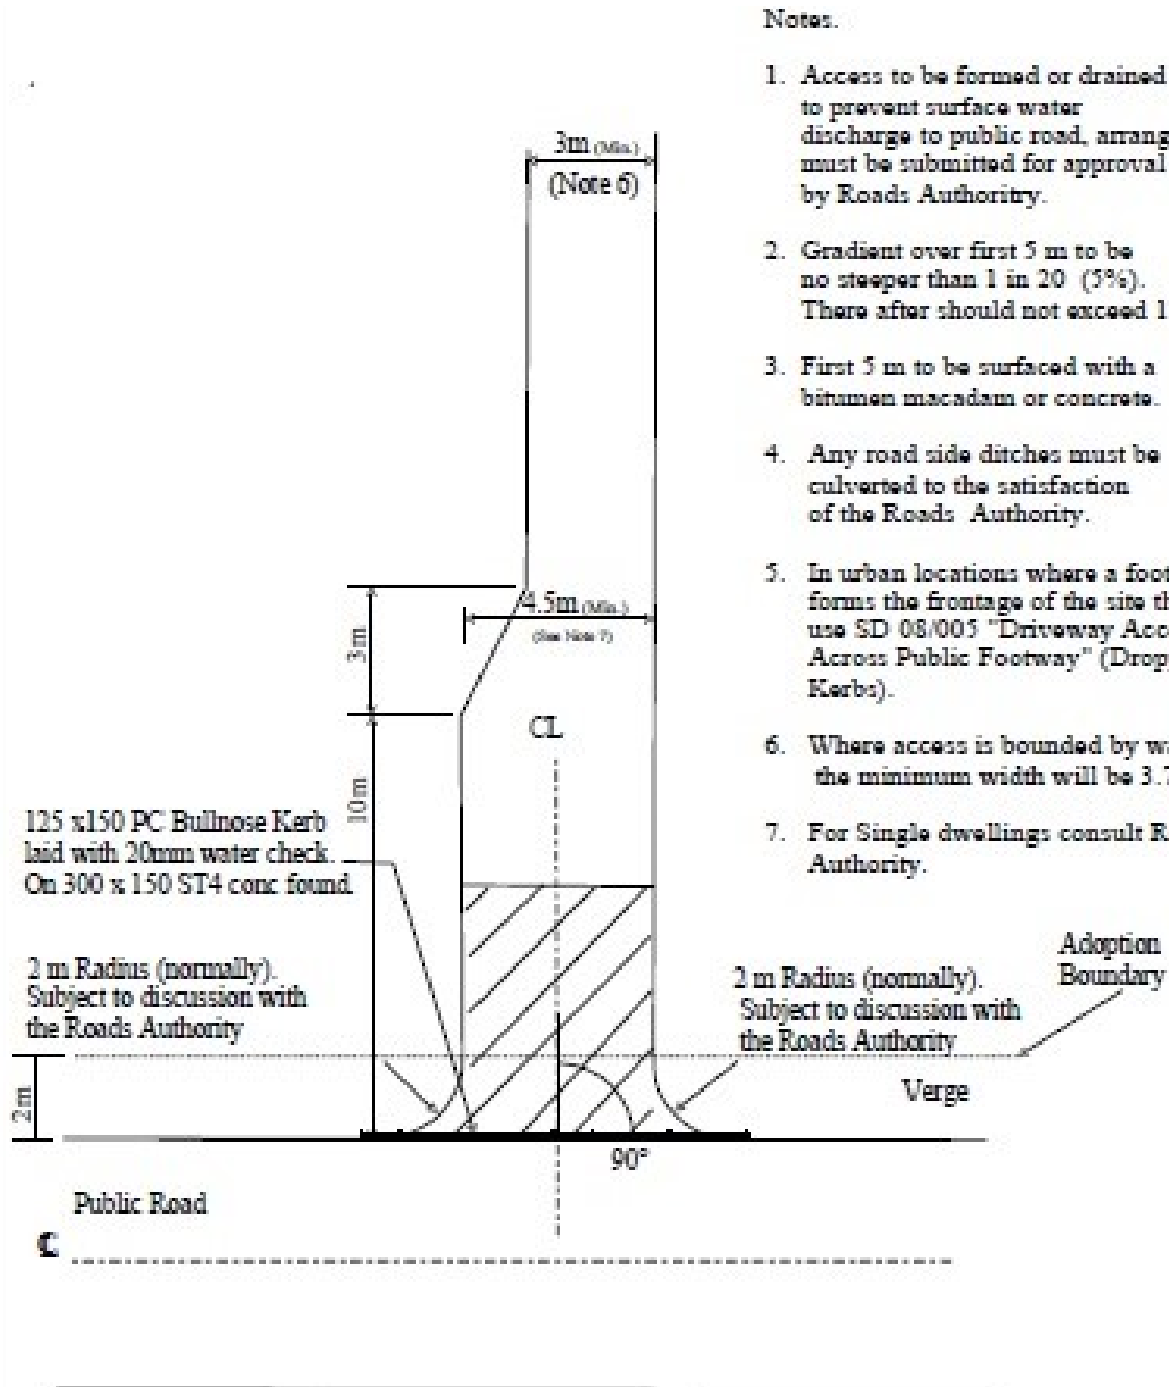 Notes.
1. Access to be formed or drained
to prevent surface water
discharge to public road, arrang
must be submitted for approval
by Roads Authoritry.
2. Gradient over first 5 m to be
no steeper than 1 in 20 (5%).
There after should not exceed 1
3. First 5 m to be surfaced with a
bitumen macadam or concrete.
4. Any road side ditches must be
culverted to the satisfaction
of the Roads Authority.
5. In urban locations where a foot
forms the frontage of the site th
use SD 08/005 "Driveway Acc
Across Public Footway" (Drop
Kerbs).
6. Where access is bounded by wa
the minimum width will be 3.7
7. For Single dwellings consult R
Authority.
3m (Min.)
(Note 6)
4.5m (Min.)
(See Note 7)
3m
CL
10m
125 x150 PC Bullnose Kerb
laid with 20mm water check.
On 300 x 150 ST4 conc found
2 m Radius (normally).
Subject to discussion with
the Roads Authority
2 m Radius (normally).
Subject to discussion with
the Roads Authority
Adoption
Boundary
2m
Verge
90°
Public Road
℄